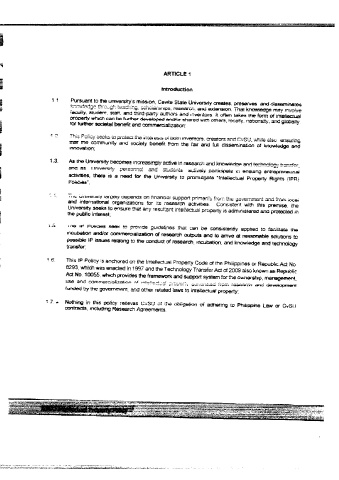 ARTICLE 1
Introduction
1.1 Pursuant to the university's mission, Cavite State University creates, preserves, and disseminates
knowledge through teaching, scholarships, research, and extension. That knowledge may involve
faculty, student, staff, and third-party authors and inventors. It often takes the form of intellectual
property which can be further developed and/or shared with others, locally, nationally, and globally
for further societal benefit and commercialization;
1.2 This Policy seeks to protect the interests of both inventors, creators and CvSU, while also ensuring
that the community and society benefit from the fair and full dissemination of knowledge and
innovation;
1.3. As the University becomes increasingly active in research and knowledge and technology transfer,
and as University personnel and students actively participate in ensuing entrepreneurial
activities, there is a need for the University to promulgate "Intellectual Property Rights (IPR)
Policies";
The University largely depends on financial support primarily from the government and from local
and international organizations for its research activities. Consistent with this premise, the
University seeks to ensure that any resultant intellectual property is administered and protected in
the public interest;
1.5. The IP Policies seek to provide guidelines that can be consistently applied to facilitate the
incubation and/or commercialization of research outputs and to arrive at reasonable solutions to
possible IP issues relating to the conduct of research, incubation, and knowledge and technology
transfer;
1.6. This IP Policy is anchored on the Intellectual Property Code of the Philippines or Republic Act No.
8293, which was enacted in 1997 and the Technology Transfer Act of 2009 also known as Republic
Act No. 10055, which provides the framework and support system for the ownership, management,
use and commercialization of intellectual property generated from research and development
funded by the government, and other related laws to intellectual property;
1.7. Nothing in this policy relieves CvSU of the obligation of adhering to Philippine Law or CvSU
contracts, including Research Agreements.